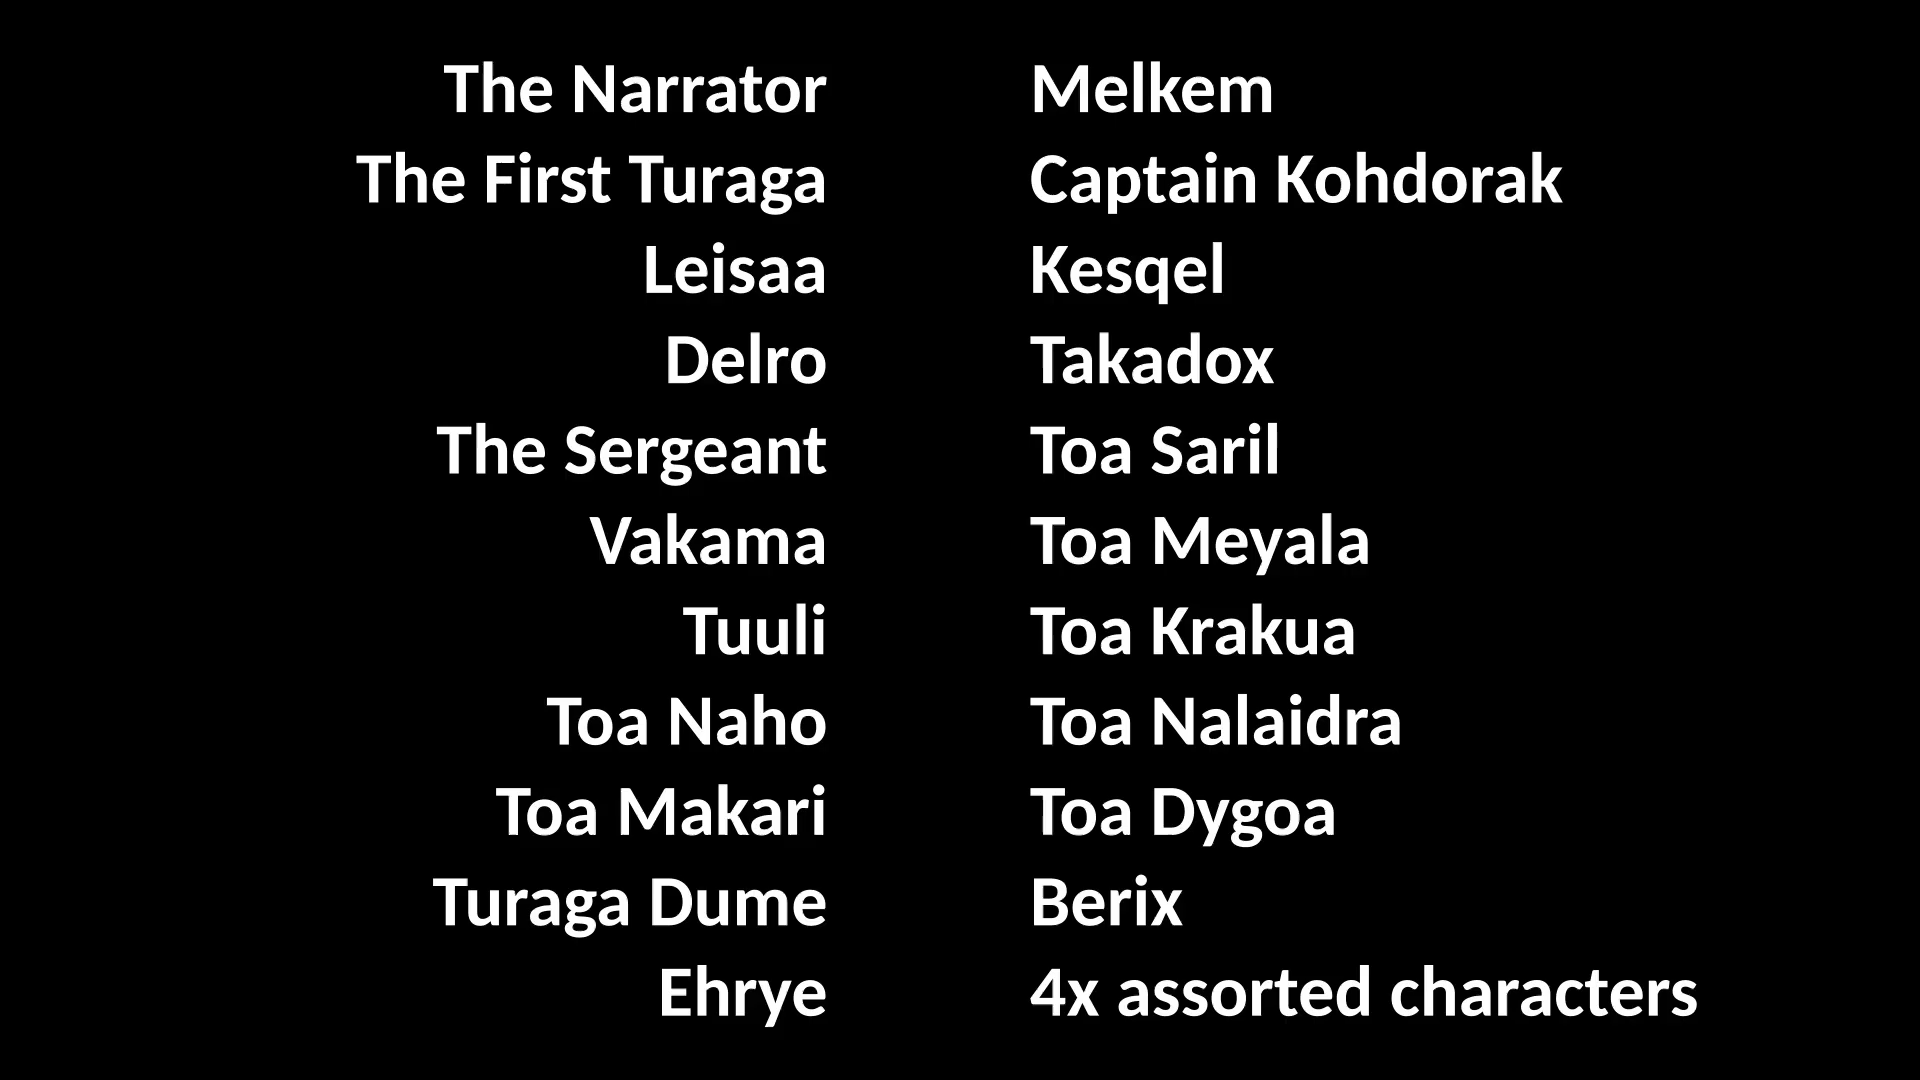 The Narrator
The First Turaga
Leisaa
Delro
The Sergeant
Vakama
Tuuli
Toa Naho
Toa Makari
Turaga Dume
Ehrye
Melkem
Captain Kohdorak
Kesqel
Takadox
Toa Saril
Toa Meyala
Toa Krakua
Toa Nalaidra
Toa Dygoa
Berix
4x assorted characters